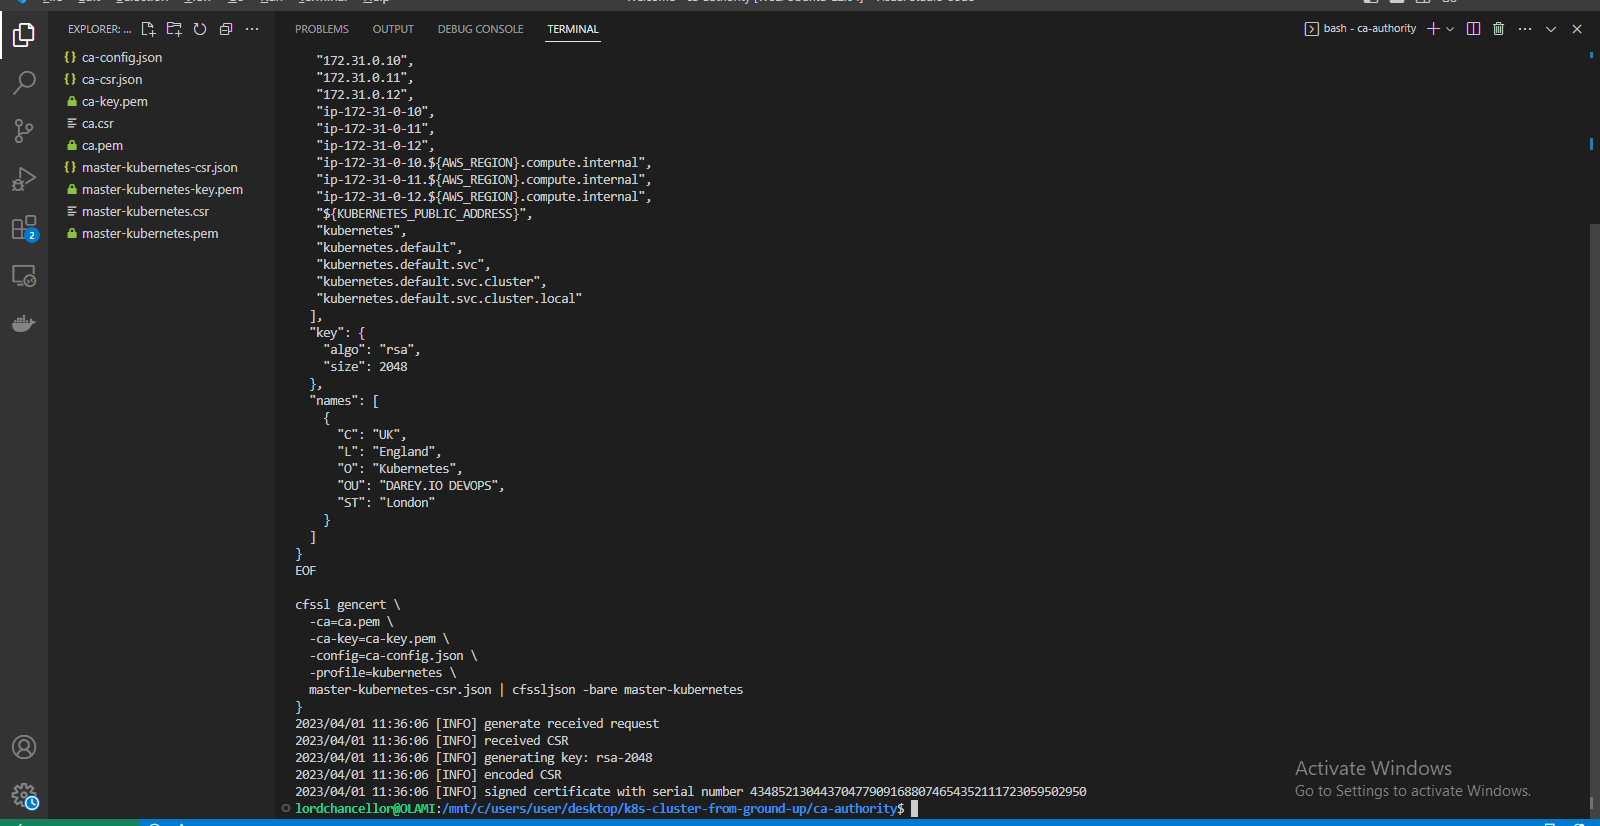 EXPLORER: ...
ca-config.json
ca-csr.json
ca-key.pem
ca.csr
ca.pem
master-kubernetes-csr.json
master-kubernetes-key.pem
master-kubernetes.csr
master-kubernetes.pem
2
PROBLEMS OUTPUT DEBUG CONSOLE TERMINAL
bash - ca-authority
"172.31.0.10",
"172.31.0.11",
"172.31.0.12",
"ip-172-31-0-10",
"ip-172-31-0-11",
"ip-172-31-0-12",
"ip-172-31-0-10.${AWS_REGION}.compute.internal",
"ip-172-31-0-11.${AWS_REGION}.compute.internal",
"ip-172-31-0-12.${AWS_REGION}.compute.internal",
"${KUBERNETES_PUBLIC_ADDRESS}",
"kubernetes",
"kubernetes.default",
"kubernetes.default.svc",
"kubernetes.default.svc.cluster",
"kubernetes.default.svc.cluster.local"
],
"key": {
"algo": "rsa",
"size": 2048
},
"names": [
{
"C": "UK",
"L": "England",
"O": "Kubernetes",
"OU": "DAREY.IO DEVOPS",
"ST": "London"
}
]
}
EOF
cfssl gencert \
-ca=ca.pem \
-ca-key=ca-key.pem \
-config=ca-config.json \
-profile=kubernetes \
master-kubernetes-csr.json | cfssljson -bare master-kubernetes
}
2023/04/01 11:36:06 [INFO] generate received request
2023/04/01 11:36:06 [INFO] received CSR
2023/04/01 11:36:06 [INFO] generating key: rsa-2048
2023/04/01 11:36:06 [INFO] encoded CSR
2023/04/01 11:36:06 [INFO] signed certificate with serial number 434852130443704779091688074654352111723059502950
lordchancellor@OLAMI:/mnt/c/users/user/desktop/k8s-cluster-from-ground-up/ca-authority$
Activate Windows
Go to Settings to activate Windows.